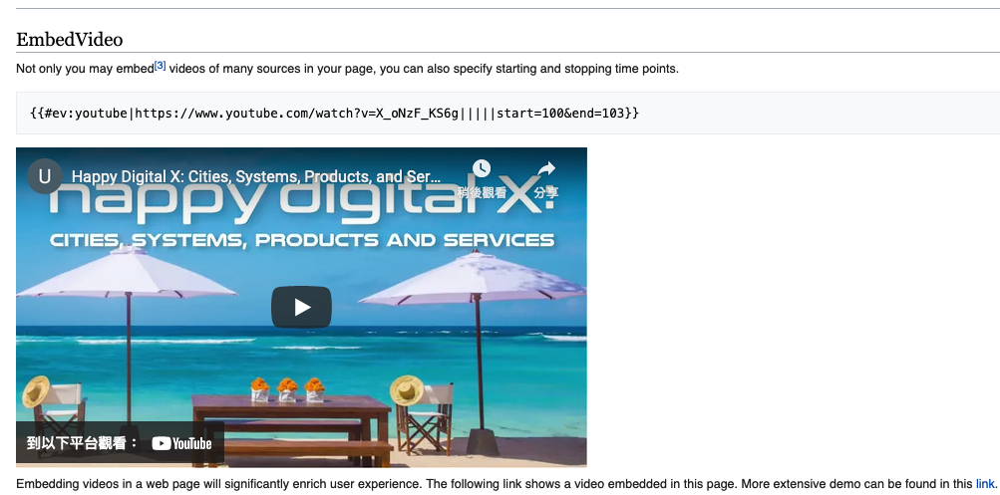 EmbedVideo
Not only you may embed[3] videos of many sources in your page, you can also specify starting and stopping time points.
{{#ev:youtube|https://www.youtube.com/watch?v=X_oNzF_KS6g|||||start=100&end=103}}
U
Happy Digital X: Cities, Systems, Products, and Ser...
稍後觀看
分享
happy digital X:
CITIES, SYSTEMS, PRODUCTS AND SERVICES
到以下平台觀看：
YouTube
Embedding videos in a web page will significantly enrich user experience. The following link shows a video embedded in this page. More extensive demo can be found in this link.